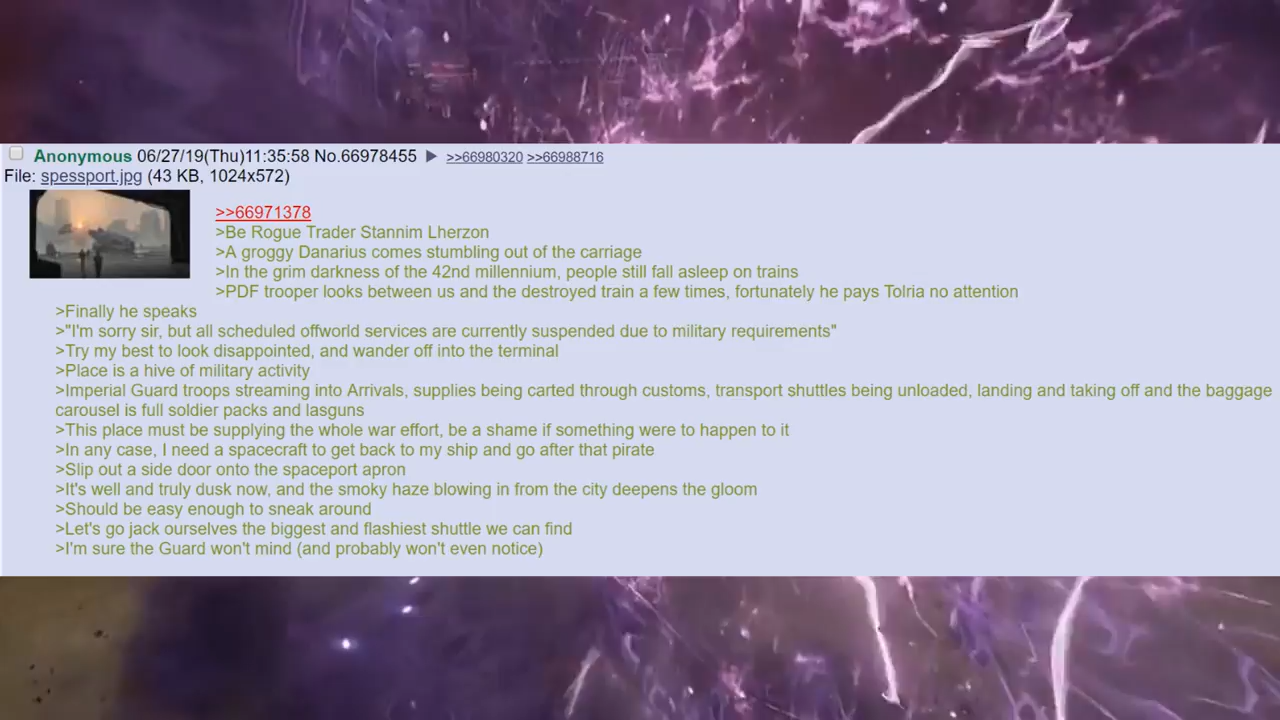 Anonymous 06/27/19(Thu)11:35:58 No.66978455 ▶ >>66980320 >>66988716
File: spessport.jpg (43 KB, 1024x572)
>>66971378
>Be Rogue Trader Stannim Lherzon
>A groggy Danarius comes stumbling out of the carriage
>In the grim darkness of the 42nd millennium, people still fall asleep on trains
>PDF trooper looks between us and the destroyed train a few times, fortunately he pays Tolria no attention
>Finally he speaks
>"I'm sorry sir, but all scheduled offworld services are currently suspended due to military requirements"
>Try my best to look disappointed, and wander off into the terminal
>Place is a hive of military activity
>Imperial Guard troops streaming into Arrivals, supplies being carted through customs, transport shuttles being unloaded, landing and taking off and the baggage
carousel is full soldier packs and lasguns
>This place must be supplying the whole war effort, be a shame if something were to happen to it
>In any case, I need a spacecraft to get back to my ship and go after that pirate
>Slip out a side door onto the spaceport apron
>It's well and truly dusk now, and the smoky haze blowing in from the city deepens the gloom
>Should be easy enough to sneak around
>Let's go jack ourselves the biggest and flashiest shuttle we can find
>I'm sure the Guard won't mind (and probably won't even notice)